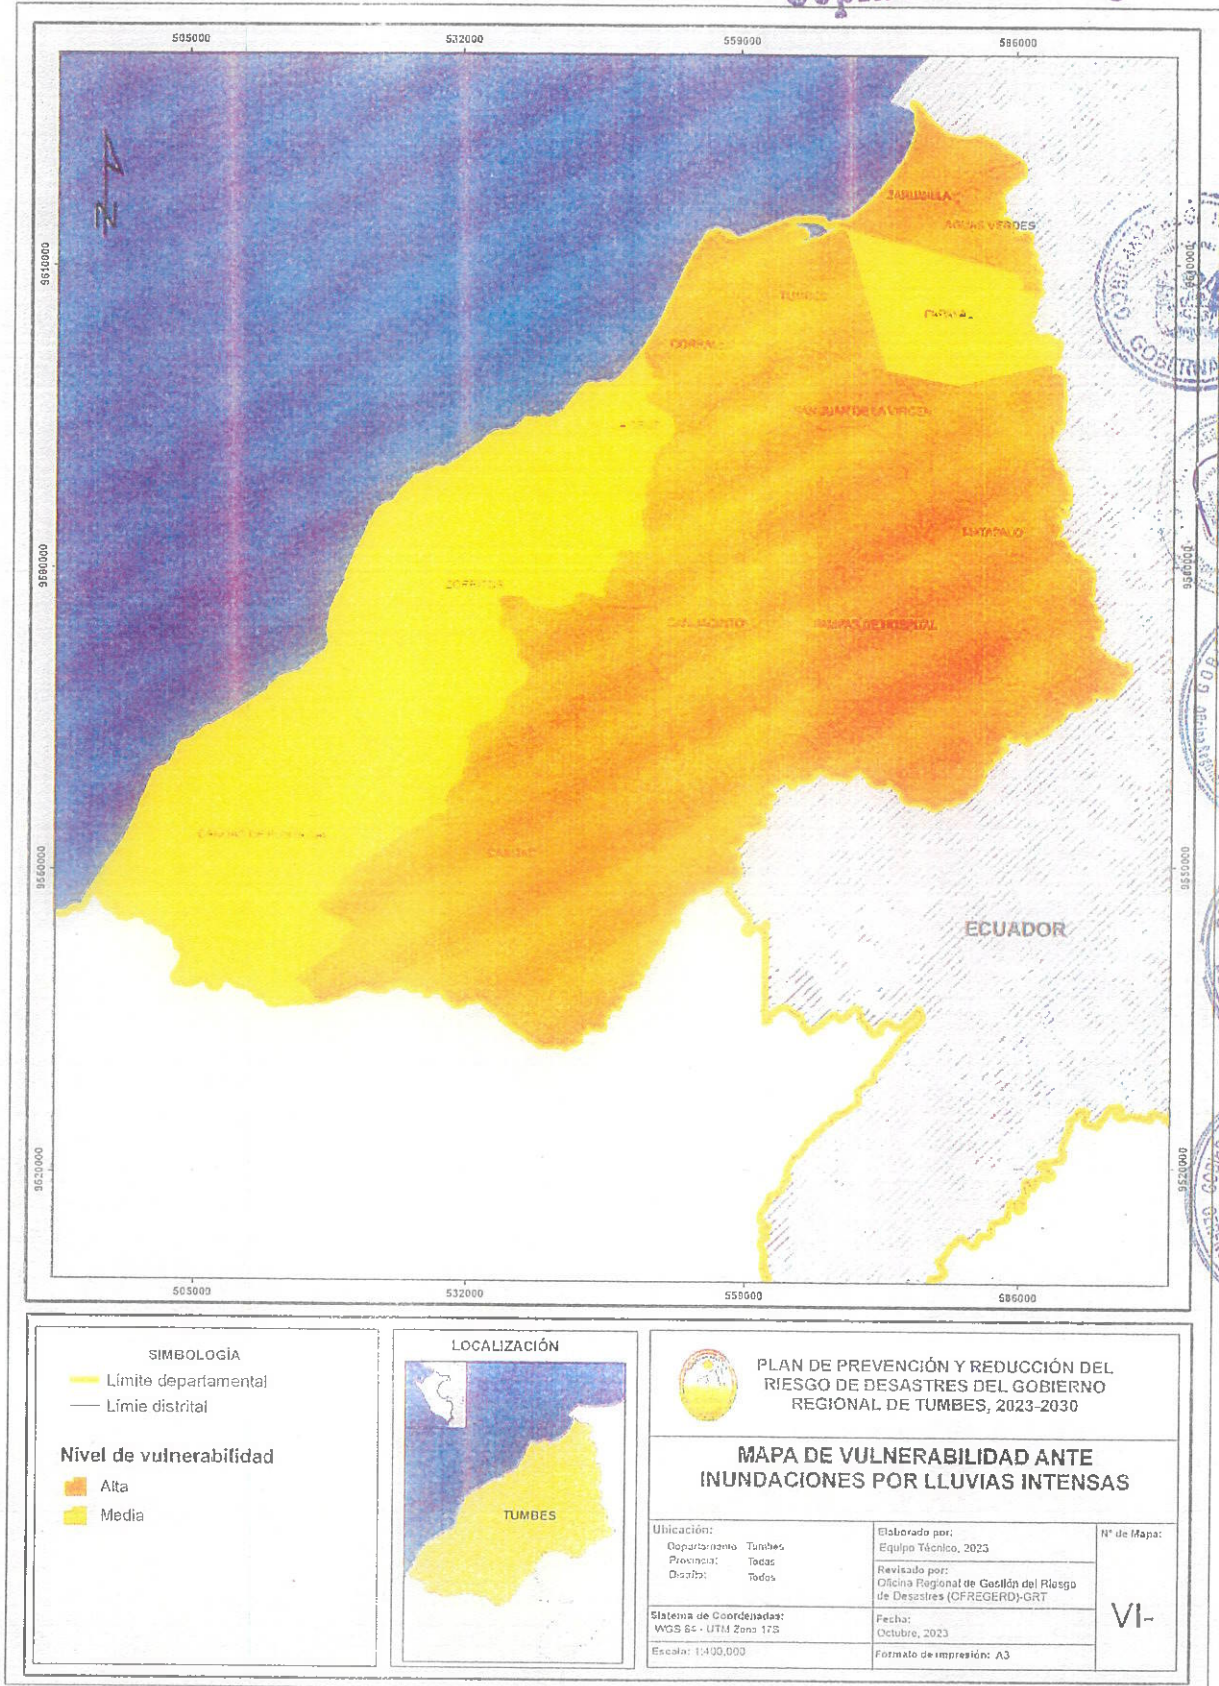 505000 532000 559000 586000
ZARUMILLA
AGUAS VERDES
9610000
TUMBES
CORRAL
SAN JUAN DE LA VIRGEN
MATAPALO
9580000
9580000
ZORRITOS
SAN JACINTO
PAMPAS DE HOSPITAL
CASITAS
9550000
9550000
ECUADOR
9520000
9520000
505000 532000 559000 586000
SIMBOLOGÍA
Límite departamental
Límie distrital
Nivel de vulnerabilidad
Alta
Media
LOCALIZACIÓN
TUMBES
PLAN DE PREVENCIÓN Y REDUCCIÓN DEL
RIESGO DE DESASTRES DEL GOBIERNO
REGIONAL DE TUMBES, 2023-2030
MAPA DE VULNERABILIDAD ANTE
INUNDACIONES POR LLUVIAS INTENSAS
Ubicación:
Departamento Tumbes
Provincia: Todas
Distrito: Todos
Sistema de Coordenadas:
WGS 84 - UTM Zona 17S
Escala: 1:400,000
Elaborado por:
Equipo Técnico, 2023
Revisado por:
Oficina Regional de Gestión del Riesgo
de Desastres (OFREGERD)-GRT
Fecha:
Octubre, 2023
Formato de impresión: A3
N° de Mapa:
VI-